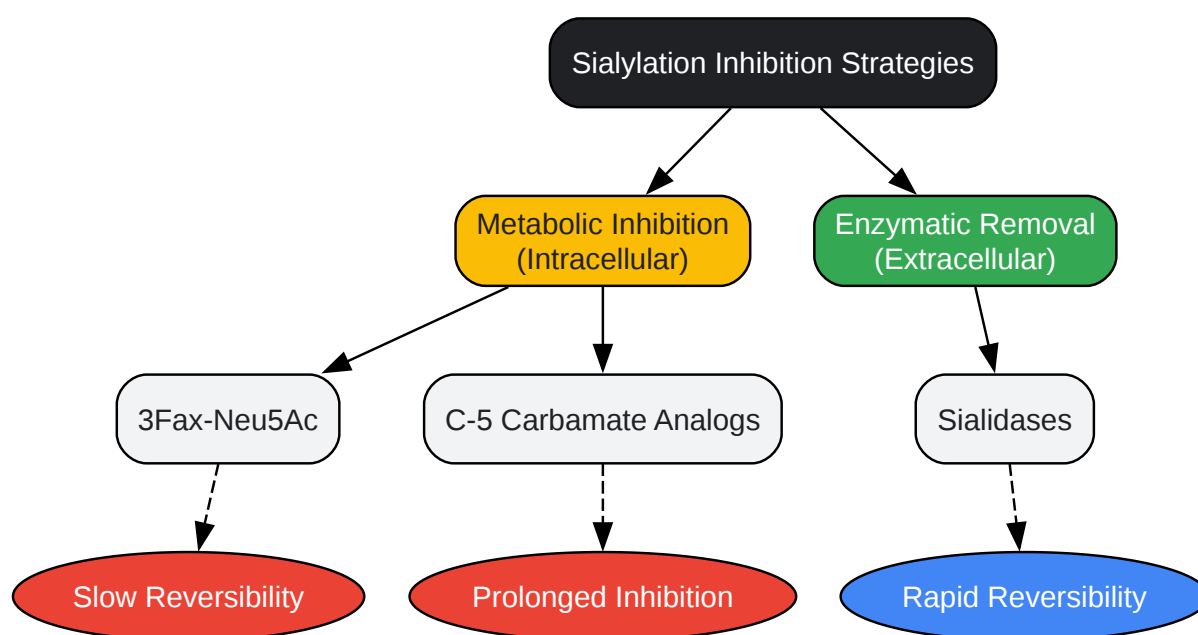 Sialylation Inhibition Strategies
Metabolic Inhibition
(Intracellular)
Enzymatic Removal
(Extracellular)
3Fax-Neu5Ac
C-5 Carbamate Analogs
Sialidases
Slow Reversibility
Prolonged Inhibition
Rapid Reversibility